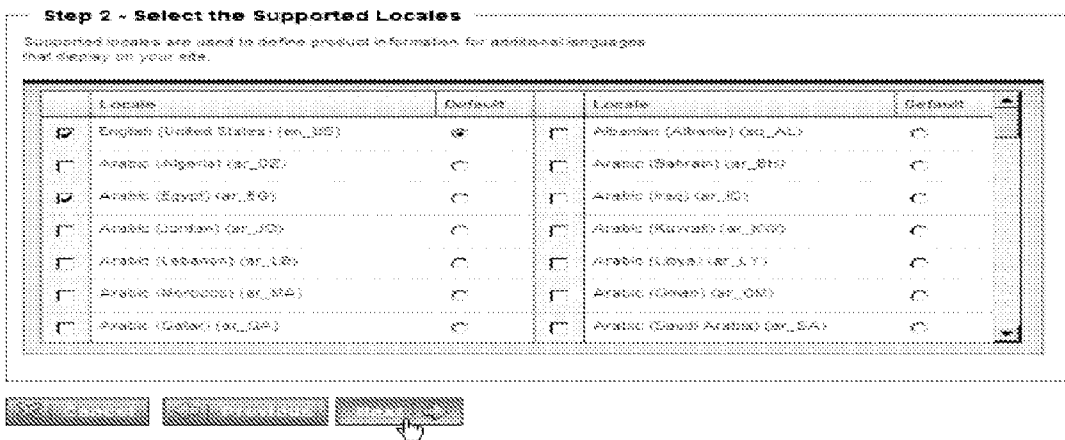 Step 2 - Select the Supported Locales
Supported locales are used to define product information for additional languages
that display on your site.
Locale Default Locale Default
English (United States) (en_US) Albanian (Albania) (sq_AL)
Arabic (Algeria) (ar_DZ) Arabic (Bahrain) (ar_BH)
Arabic (Egypt) (ar_EG) Arabic (Iraq) (ar_IQ)
Arabic (Jordan) (ar_JO) Arabic (Kuwait) (ar_KW)
Arabic (Lebanon) (ar_LB) Arabic (Libya) (ar_LY)
Arabic (Morocco) (ar_MA) Arabic (Oman) (ar_OM)
Arabic (Qatar) (ar_QA) Arabic (Saudi Arabia) (ar_SA)
Cancel Previous Next